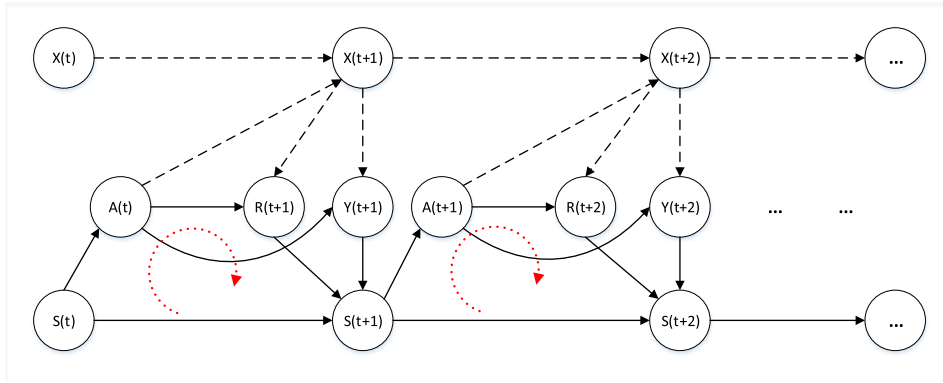 X(t) X(t+1) X(t+2) ...
A(t) R(t+1) Y(t+1) A(t+1) R(t+2) Y(t+2) ... ...
S(t) S(t+1) S(t+2) ...